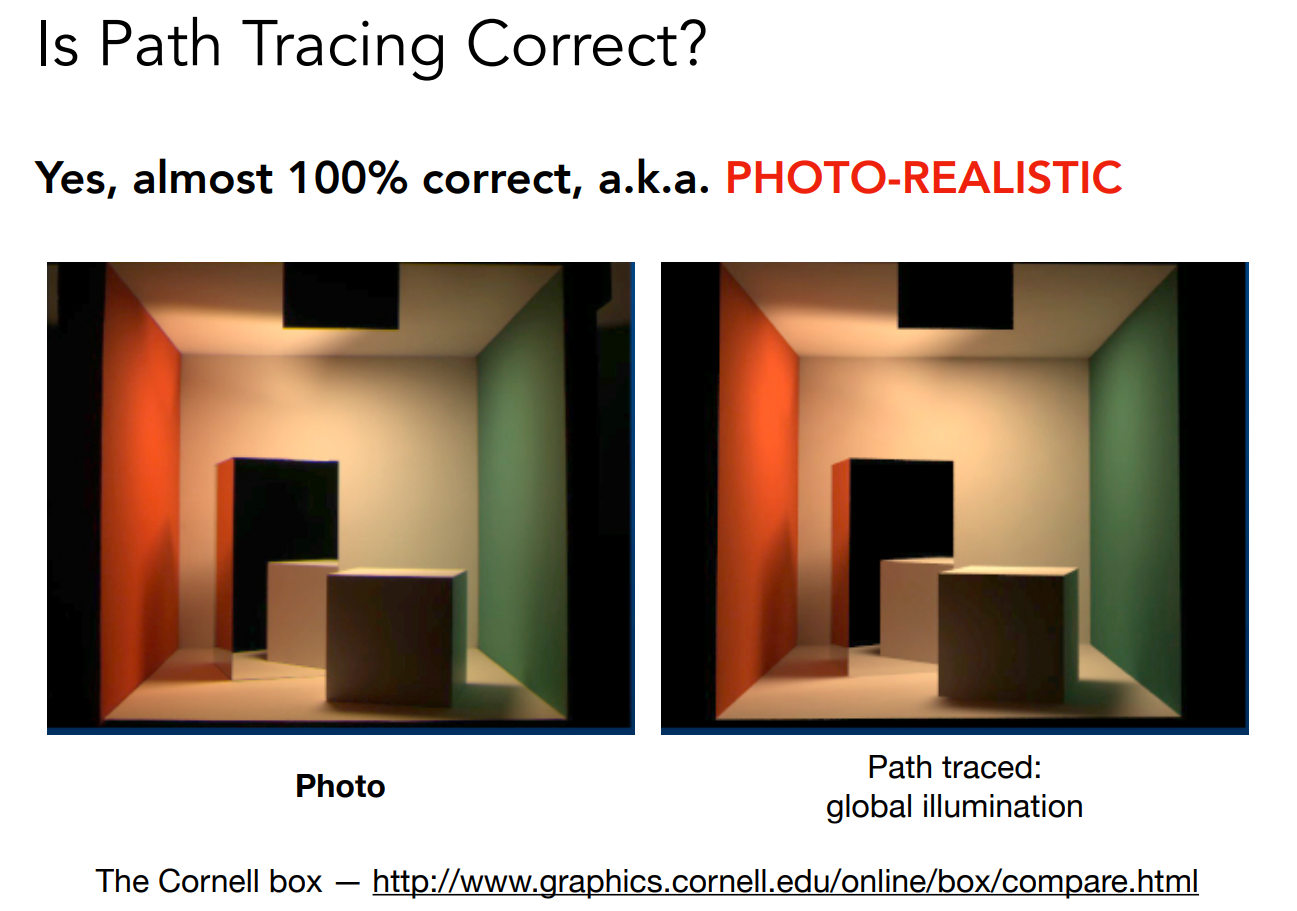 Is Path Tracing Correct?
Yes, almost 100% correct, a.k.a. PHOTO-REALISTIC
Photo
Path traced:
global illumination
The Cornell box — http://www.graphics.cornell.edu/online/box/compare.html